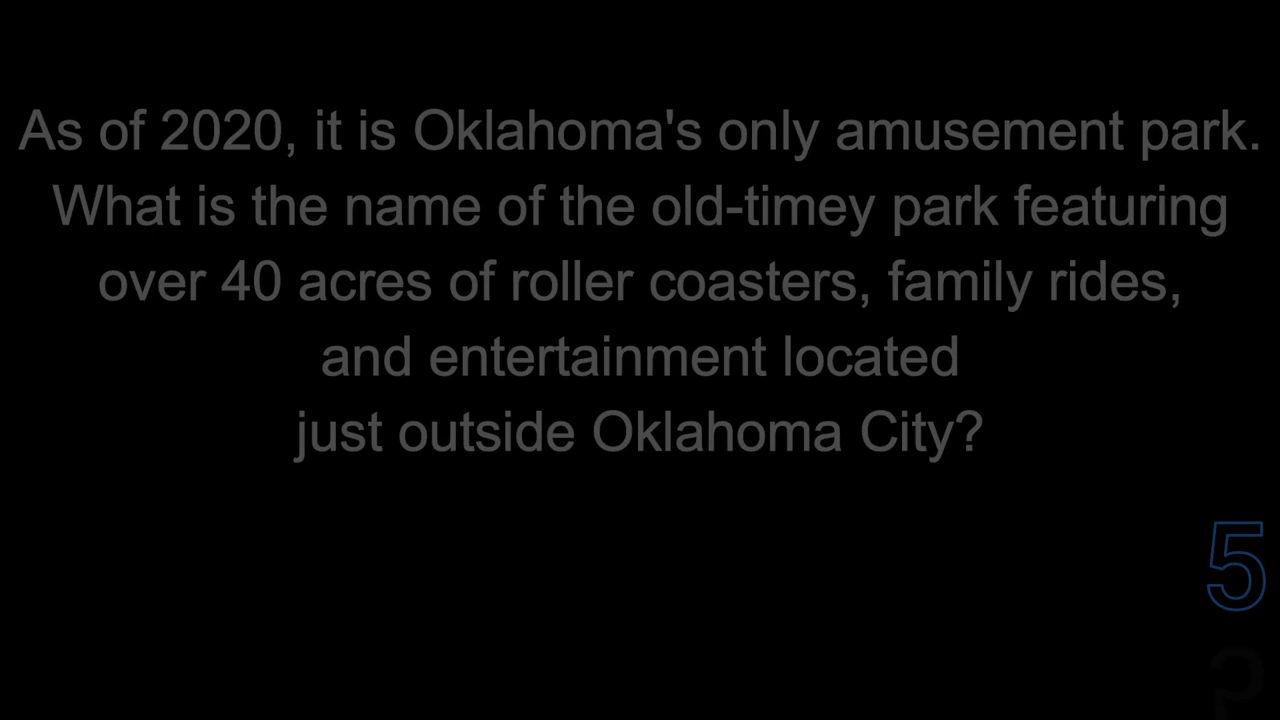 As of 2020, it is Oklahoma's only amusement park.
What is the name of the old-timey park featuring
over 40 acres of roller coasters, family rides,
and entertainment located
just outside Oklahoma City?
5